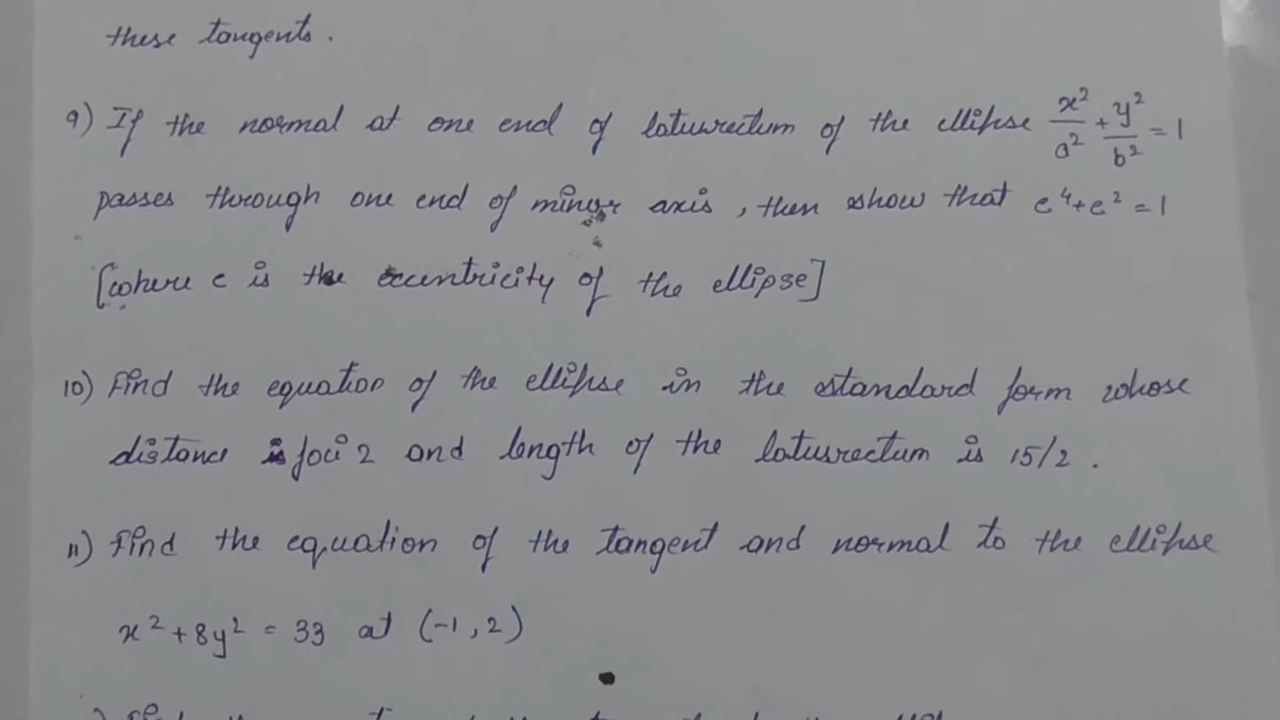 these tangents.
9) If the normal at one end of latusrectum of the ellipse x²/a² + y²/b² = 1
passes through one end of minor axis, then show that e⁴+e² = 1
[where e is the eccentricity of the ellipse]
10) Find the equation of the ellipse in the standard form whose
distance is foci 2 and length of the latusrectum is 15/2.
11) Find the equation of the tangent and normal to the ellipse
x²+8y² = 33 at (-1,2)